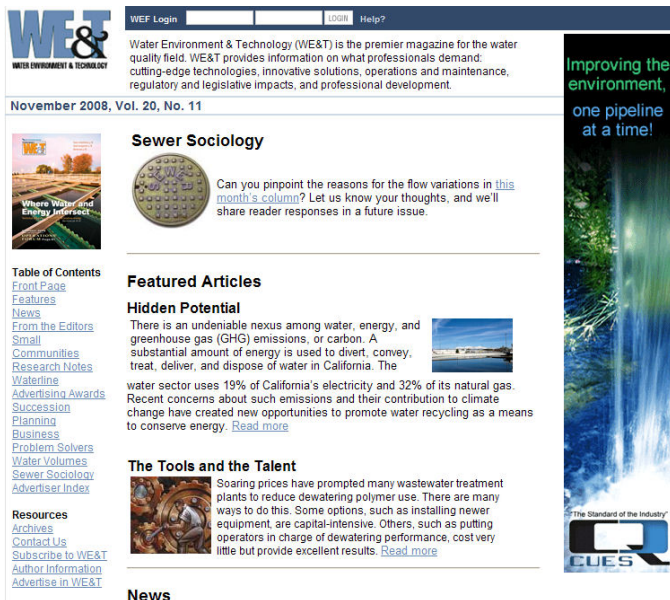 WE&T
WATER ENVIRONMENT & TECHNOLOGY
WEF Login LOGIN Help?
Water Environment & Technology (WE&T) is the premier magazine for the water
quality field. WE&T provides information on what professionals demand:
cutting-edge technologies, innovative solutions, operations and maintenance,
regulatory and legislative impacts, and professional development.
November 2008, Vol. 20, No. 11
WE&T
Where Water and
Energy Intersect
Table of Contents
Front Page
Features
News
From the Editors
Small
Communities
Research Notes
Waterline
Advertising Awards
Succession
Planning
Business
Problem Solvers
Water Volumes
Sewer Sociology
Advertiser Index
Resources
Archives
Contact Us
Subscribe to WE&T
Author Information
Advertise in WE&T
Sewer Sociology
Can you pinpoint the reasons for the flow variations in this
month's column? Let us know your thoughts, and we'll
share reader responses in a future issue.
Featured Articles
Hidden Potential
There is an undeniable nexus among water, energy, and
greenhouse gas (GHG) emissions, or carbon. A
substantial amount of energy is used to divert, convey,
treat, deliver, and dispose of water in California. The
water sector uses 19% of California's electricity and 32% of its natural gas.
Recent concerns about such emissions and their contribution to climate
change have created new opportunities to promote water recycling as a means
to conserve energy. Read more
The Tools and the Talent
Soaring prices have prompted many wastewater treatment
plants to reduce dewatering polymer use. There are many
ways to do this. Some options, such as installing newer
equipment, are capital-intensive. Others, such as putting
operators in charge of dewatering performance, cost very
little but provide excellent results. Read more
News
Improving the
environment,
one pipeline
at a time!
"The Standard of the Industry"
CUES